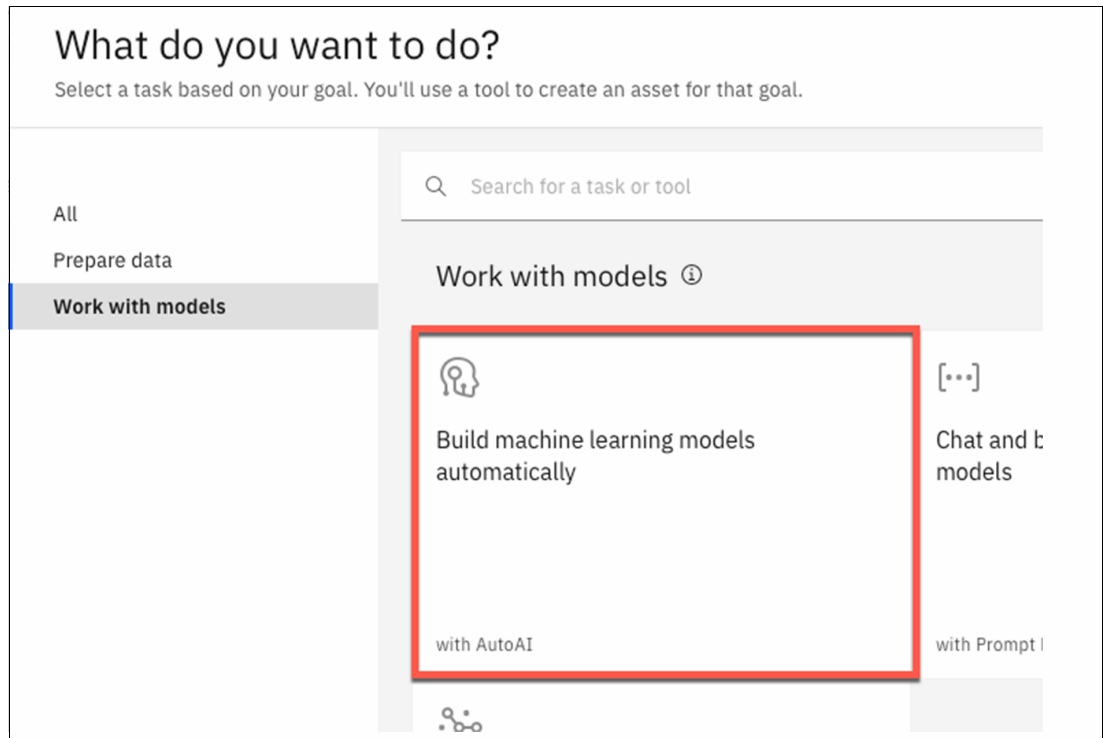 What do you want to do?
Select a task based on your goal. You'll use a tool to create an asset for that goal.
All
Prepare data
Work with models
Search for a task or tool
Work with models
Build machine learning models
automatically
with AutoAI
Chat and
models
with Prompt